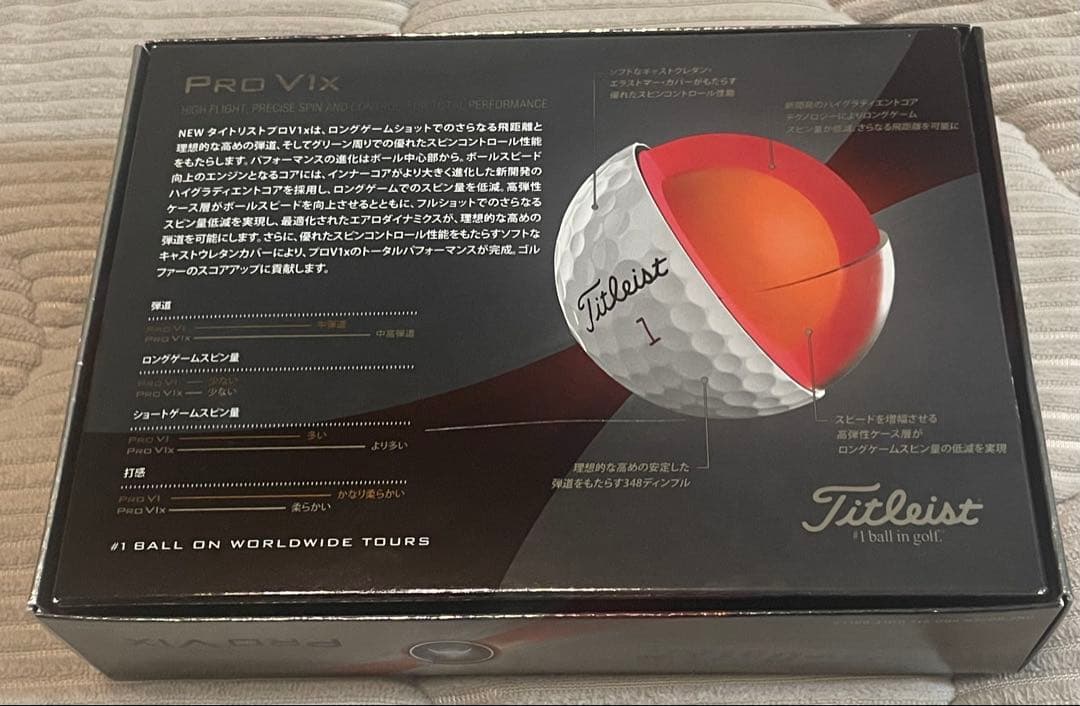 PRO V1x
HIGH FLIGHT, PRECISE SPIN AND CONTROL FOR TOTAL PERFORMANCE
NEW タイトリストプロV1xは、ロングゲームショットでのさらなる飛距離と
理想的な高めの弾道、そしてグリーン周りでの優れたスピンコントロール性能
をもたらします。パフォーマンスの進化はボール中心部から。ボールスピード
向上のエンジンとなるコアには、インナーコアがより大きく進化した新開発の
ハイグラディエントコアを採用し、ロングゲームでのスピン量を低減。高弾性
ケース層がボールスピードを向上させるとともに、フルショットでのさらなる
スピン量低減を実現し、最適化されたエアロダイナミクスが、理想的な高めの
弾道を可能にします。さらに、優れたスピンコントロール性能をもたらすソフトな
キャストウレタンカバーにより、プロV1xのトータルパフォーマンスが完成。ゴル
ファーのスコアアップに貢献します。
弾道
PRO V1 中弾道
PRO V1x 中高弾道
ロングゲームスピン量
PRO V1 少ない
PRO V1x 少ない
ショートゲームスピン量
PRO V1 多い
PRO V1x より多い
打感
PRO V1 かなり柔らかい
PRO V1x 柔らかい
#1 BALL ON WORLDWIDE TOURS
ソフトなキャストウレタン・
エラストマー・カバーがもたらす
優れたスピンコントロール性能
新開発のハイグラディエントコア
テクノロジーによりロングゲーム
スピン量が低減、さらなる飛距離を可能に
Titleist
1
スピードを増幅させる
高弾性ケース層が
ロングゲームスピン量の低減を実現
理想的な高めの安定した
弾道をもたらす348ディンプル
Titleist
#1 ball in golf.
PRO V1x